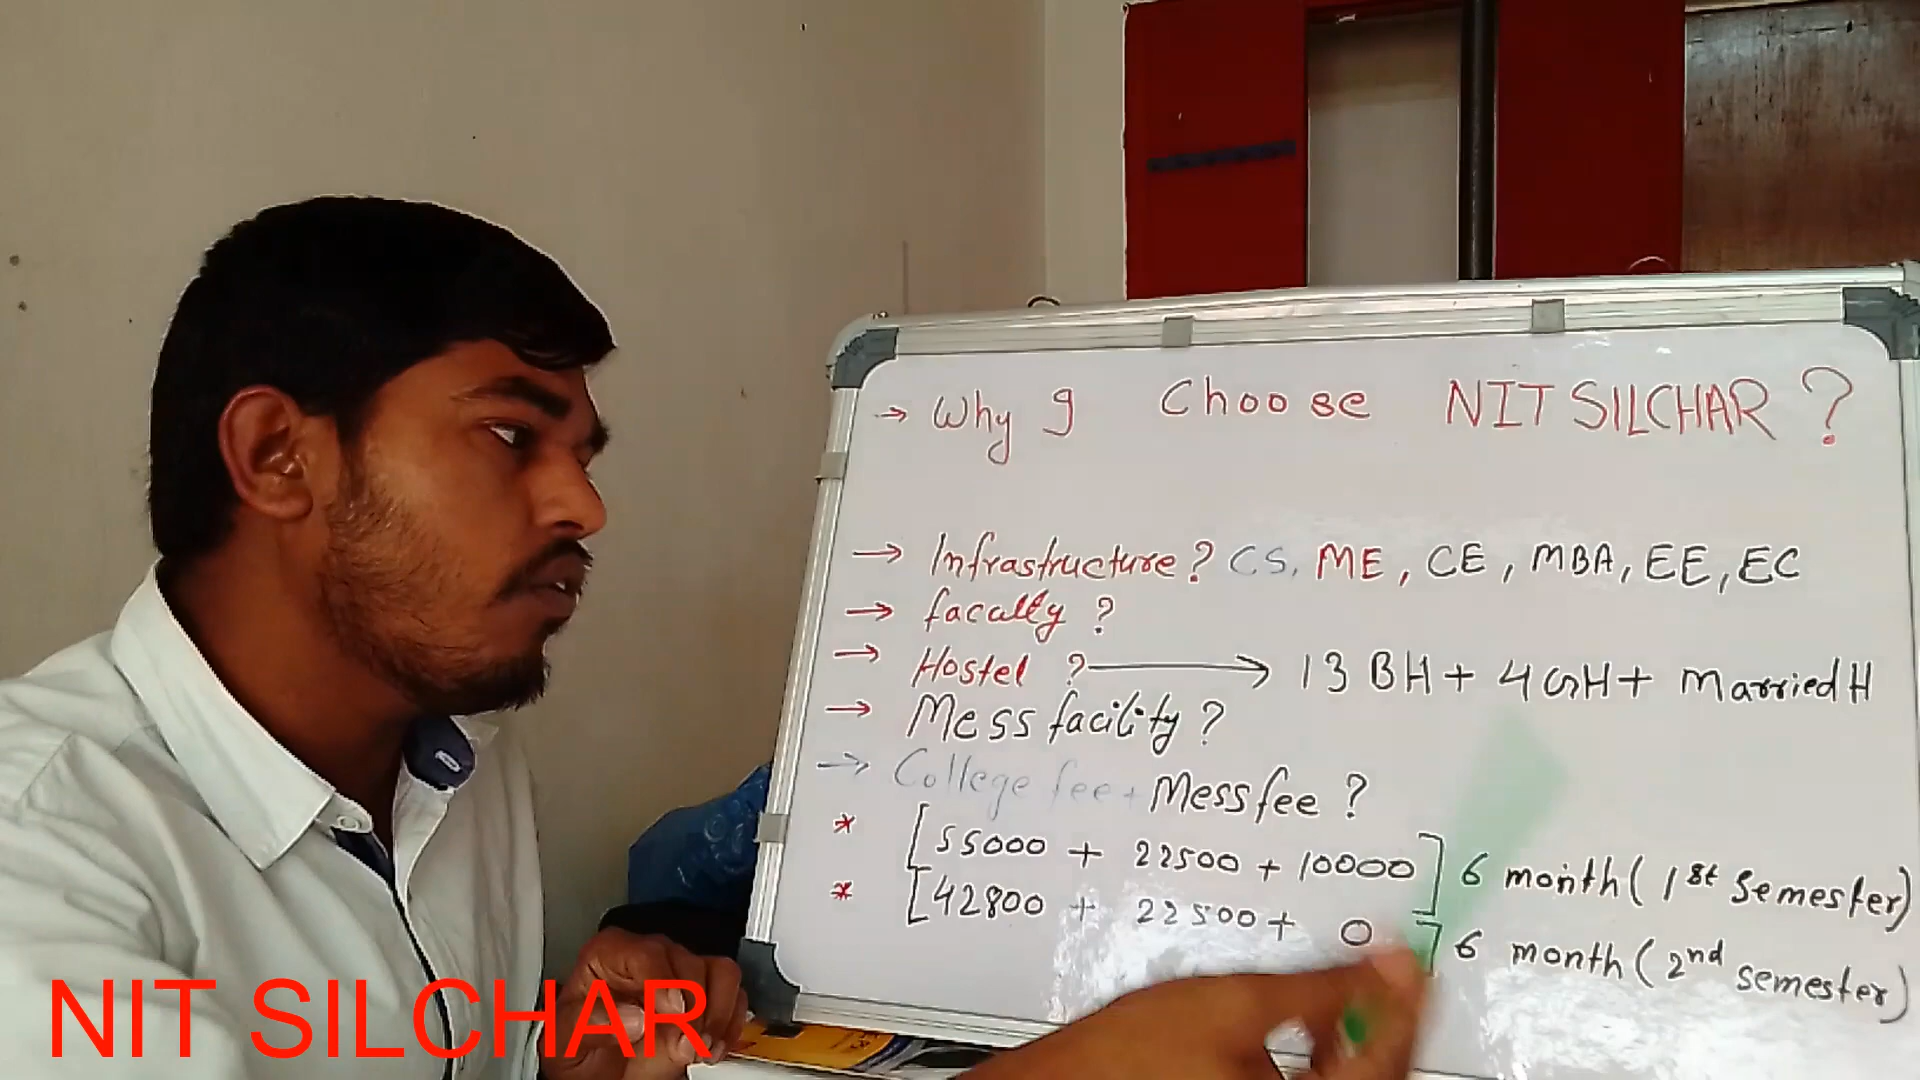 → Why I Choose NIT SILCHAR ?
→ Infrastructure ? CS, ME, CE, MBA, EE, EC
→ faculty ?
→ Hostel ? → 13 BH + 4 GH + Married H
→ Mess facility ?
→ College fee + Mess fee ?
* [55000 + 22500 + 10000] 6 month ( 1st Semester)
* [42800 + 22500 + 0 ] 6 month ( 2nd semester)
NIT SILCHAR